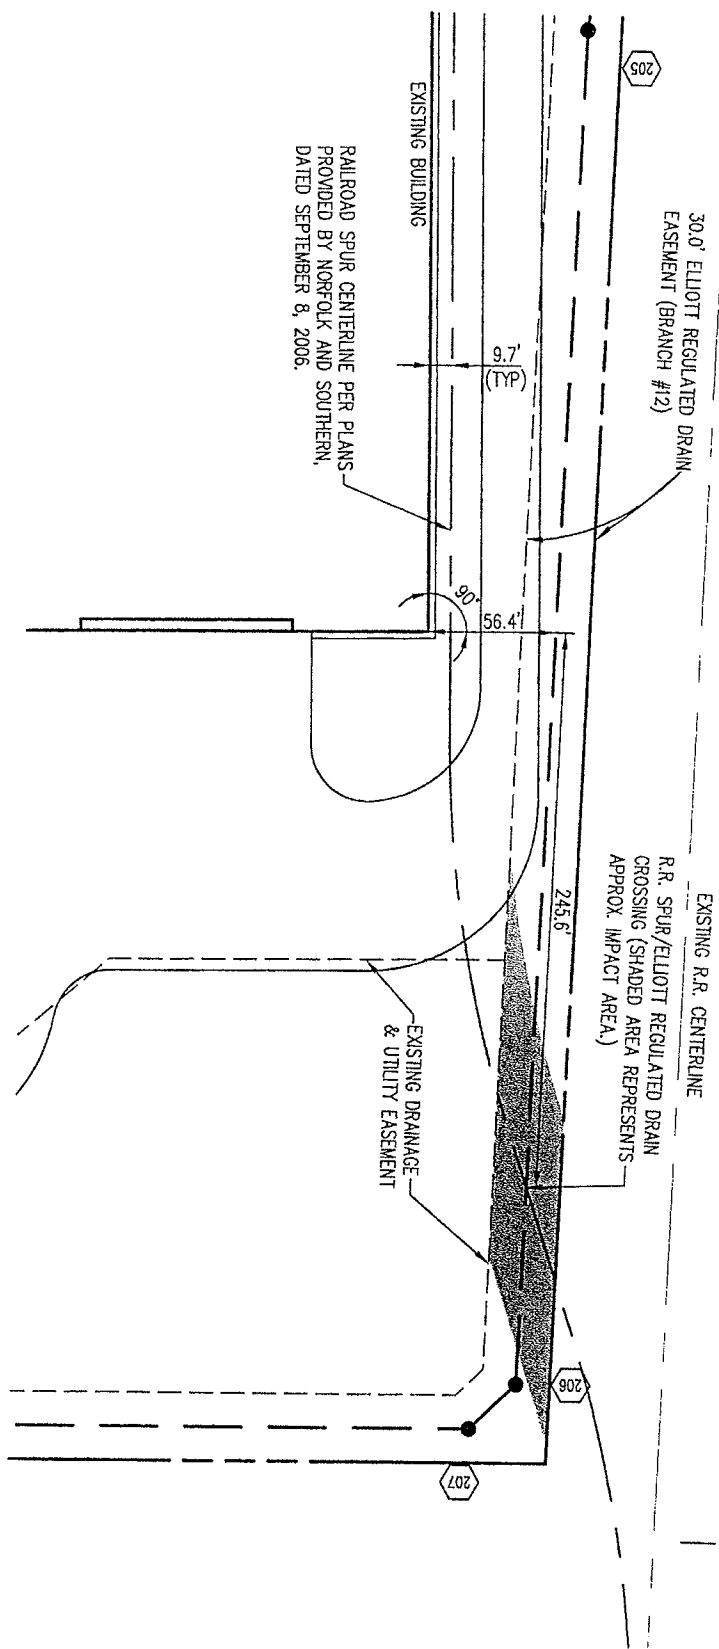 205
30.0' ELLIOTT REGULATED DRAIN
EASEMENT (BRANCH #12)
EXISTING BUILDING
RAILROAD SPUR CENTERLINE PER PLANS
PROVIDED BY NORFOLK AND SOUTHERN,
DATED SEPTEMBER 8, 2006.
9.7'
(TYP)
90°
56.4'
245.6'
EXISTING R.R. CENTERLINE
R.R. SPUR/ELLIOTT REGULATED DRAIN
CROSSING (SHADED AREA REPRESENTS
APPROX. IMPACT AREA.)
EXISTING DRAINAGE
& UTILITY EASEMENT
206
207